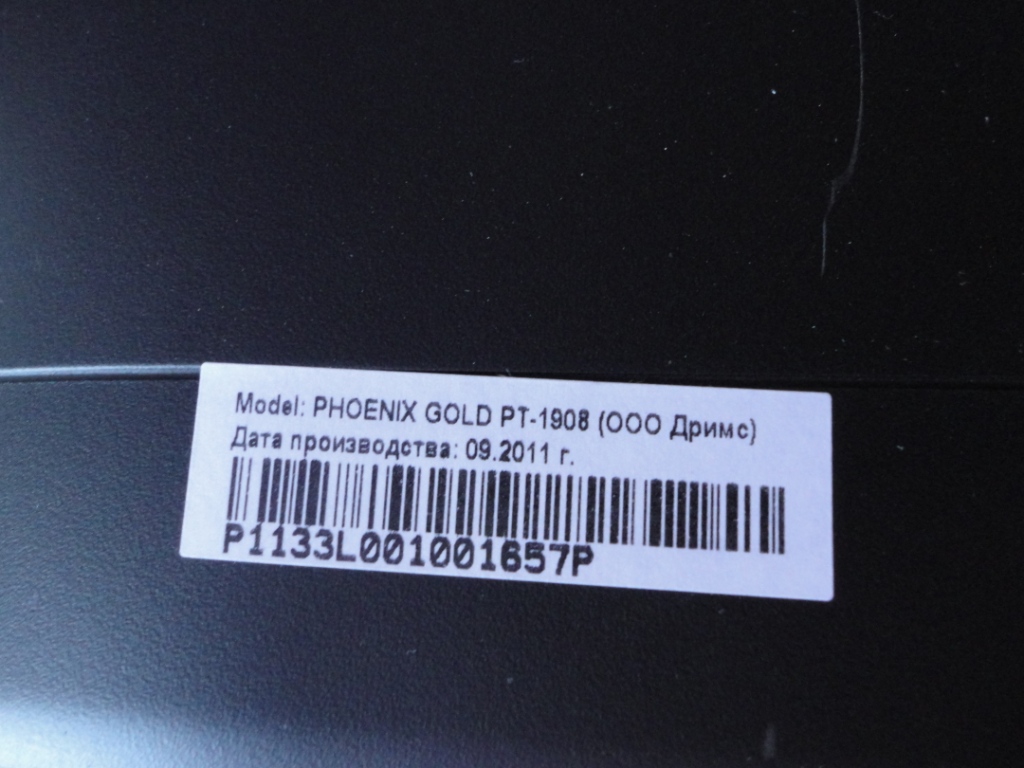 Model: PHOENIX GOLD PT-1908 (ООО Дримс)
Дата производства: 09.2011 г.
P1133L001001657P